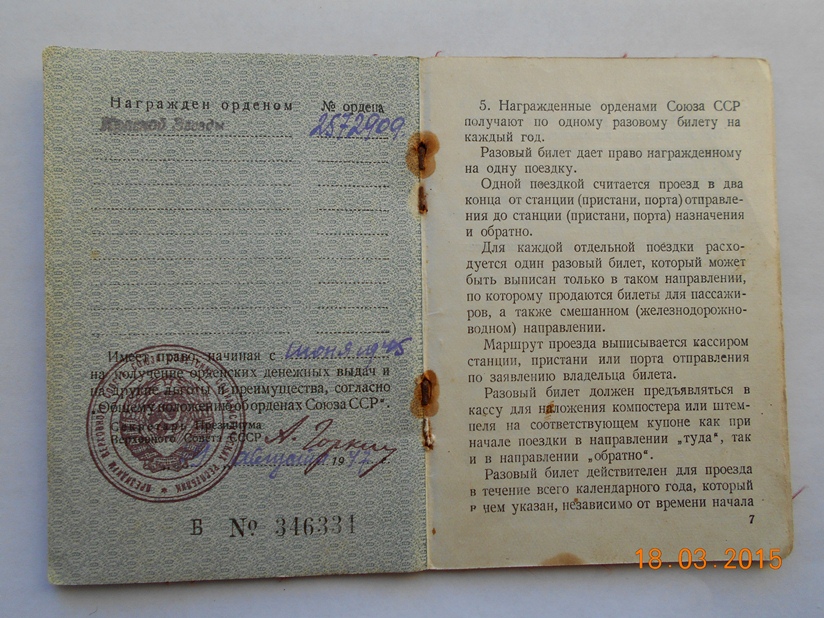 Награжден орденом № ордена
Красной Звезды 2572909
Имеет право, начиная с июня 1945
на получение орденских денежных выдач и
на другие льготы и преимущества, согласно
"Общему положению об орденах Союза ССР".
Секретарь Президиума
Верховного Совета СССР А. Горкин
августа 1947 г.
Б № 346334
5. Награжденные орденами Союза ССР
получают по одному разовому билету на
каждый год.
Разовый билет дает право награжденному
на одну поездку.
Одной поездкой считается проезд в два
конца от станции (пристани, порта) отправле-
ния до станции (пристани, порта) назначения
и обратно.
Для каждой отдельной поездки расхо-
дуется один разовый билет, который может
быть выписан только в таком направлении,
по которому продаются билеты для пассажи-
ров, а также смешанном (железнодорожно-
водном) направлении.
Маршрут проезда выписывается кассиром
станции, пристани или порта отправления
по заявлению владельца билета.
Разовый билет должен предъявляться в
кассу для наложения компостера или штем-
пеля на соответствующем купоне как при
начале поездки в направлении „туда", так
и в направлении „обратно".
Разовый билет действителен для проезда
в течение всего календарного года, который
в нем указан, независимо от времени начала
7
18.03.2015